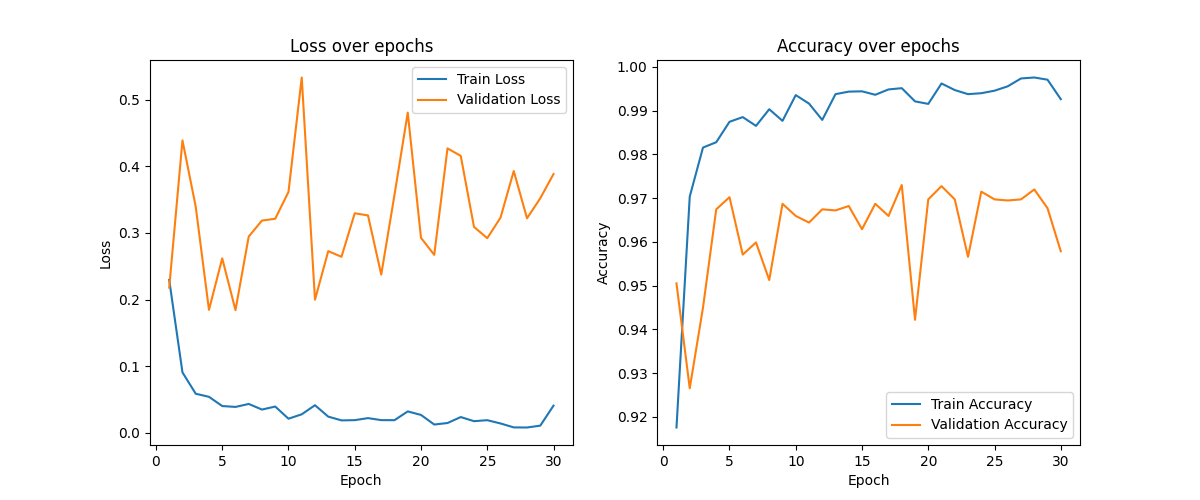 Loss over epochs
Train Loss
Validation Loss
Loss
0.5
0.4
0.3
0.2
0.1
0.0
0
5
10
15
20
25
30
Epoch
Accuracy over epochs
Accuracy
1.00
0.99
0.98
0.97
0.96
0.95
0.94
0.93
0.92
Train Accuracy
Validation Accuracy
0
5
10
15
20
25
30
Epoch